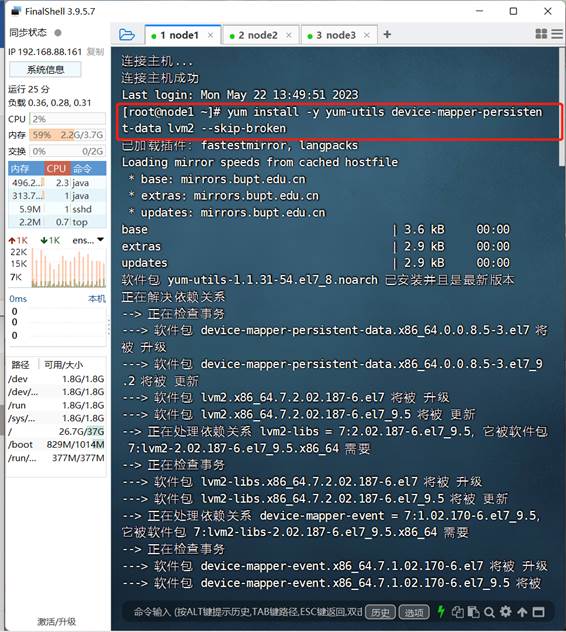 FinalShell 3.9.5.7
同步状态
IP 192.168.88.161 复制
系统信息
运行 25 分
负载 0.36, 0.28, 0.31
CPU 2%
内存 59% 2.2G/3.7G
交换 0% 0/2G
内存 CPU 命令
496.2... 2.3 java
313.7... 1 java
5.9M 1 sshd
2.2M 0.7 top
1K 1K ens...
22K
15K
7K
0ms 本机
0
0
0
路径 可用/大小
/dev 1.8G/1.8G
/dev/... 1.8G/1.8G
/run 1.8G/1.8G
/sys/... 1.8G/1.8G
/ 26.7G/37G
/boot 829M/1014M
/run/... 377M/377M
激活/升级
1 node1
2 node2
3 node3
连接主机...
连接主机成功
Last login: Mon May 22 13:49:51 2023
[root@node1 ~]# yum install -y yum-utils device-mapper-persisten
t-data lvm2 --skip-broken
已加载插件: fastestmirror, langpacks
Loading mirror speeds from cached hostfile
* base: mirrors.bupt.edu.cn
* extras: mirrors.bupt.edu.cn
* updates: mirrors.bupt.edu.cn
base | 3.6 kB 00:00
extras | 2.9 kB 00:00
updates | 2.9 kB 00:00
软件包 yum-utils-1.1.31-54.el7_8.noarch 已安装并且是最新版本
正在解决依赖关系
--> 正在检查事务
---> 软件包 device-mapper-persistent-data.x86_64.0.0.8.5-3.el7 将
被 升级
---> 软件包 device-mapper-persistent-data.x86_64.0.0.8.5-3.el7_9
.2 将被 更新
---> 软件包 lvm2.x86_64.7.2.02.187-6.el7 将被 升级
---> 软件包 lvm2.x86_64.7.2.02.187-6.el7_9.5 将被 更新
--> 正在处理依赖关系 lvm2-libs = 7:2.02.187-6.el7_9.5，它被软件包
7:lvm2-2.02.187-6.el7_9.5.x86_64 需要
--> 正在检查事务
---> 软件包 lvm2-libs.x86_64.7.2.02.187-6.el7 将被 升级
---> 软件包 lvm2-libs.x86_64.7.2.02.187-6.el7_9.5 将被 更新
--> 正在处理依赖关系 device-mapper-event = 7:1.02.170-6.el7_9.5，
它被软件包 7:lvm2-libs-2.02.187-6.el7_9.5.x86_64 需要
--> 正在检查事务
---> 软件包 device-mapper-event.x86_64.7.1.02.170-6.el7 将被 升级
---> 软件包 device-mapper-event.x86_64.7.1.02.170-6.el7_9.5 将被
命令输入 (按ALT键提示历史,TAB键路径,ESC键返回,双击 历史 选项